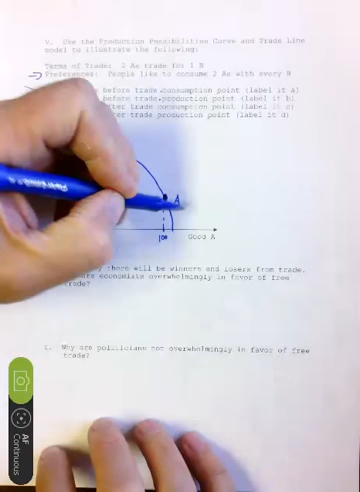 V. Use the Production Possibilities Curve and Trade Line
model to illustrate the following:
Terms of Trade: 2 As trade for 1 B
Preferences: People like to consume 2 As with every B
before trade consumption point (label it a)
before trade production point (label it b)
after trade consumption point (label it c)
after trade production point (label it d)
A
100
Good A
there will be winners and losers from trade.
are economists overwhelmingly in favor of free
trade?
Why are politicians not overwhelmingly in favor of free
trade?
AF
Continuous